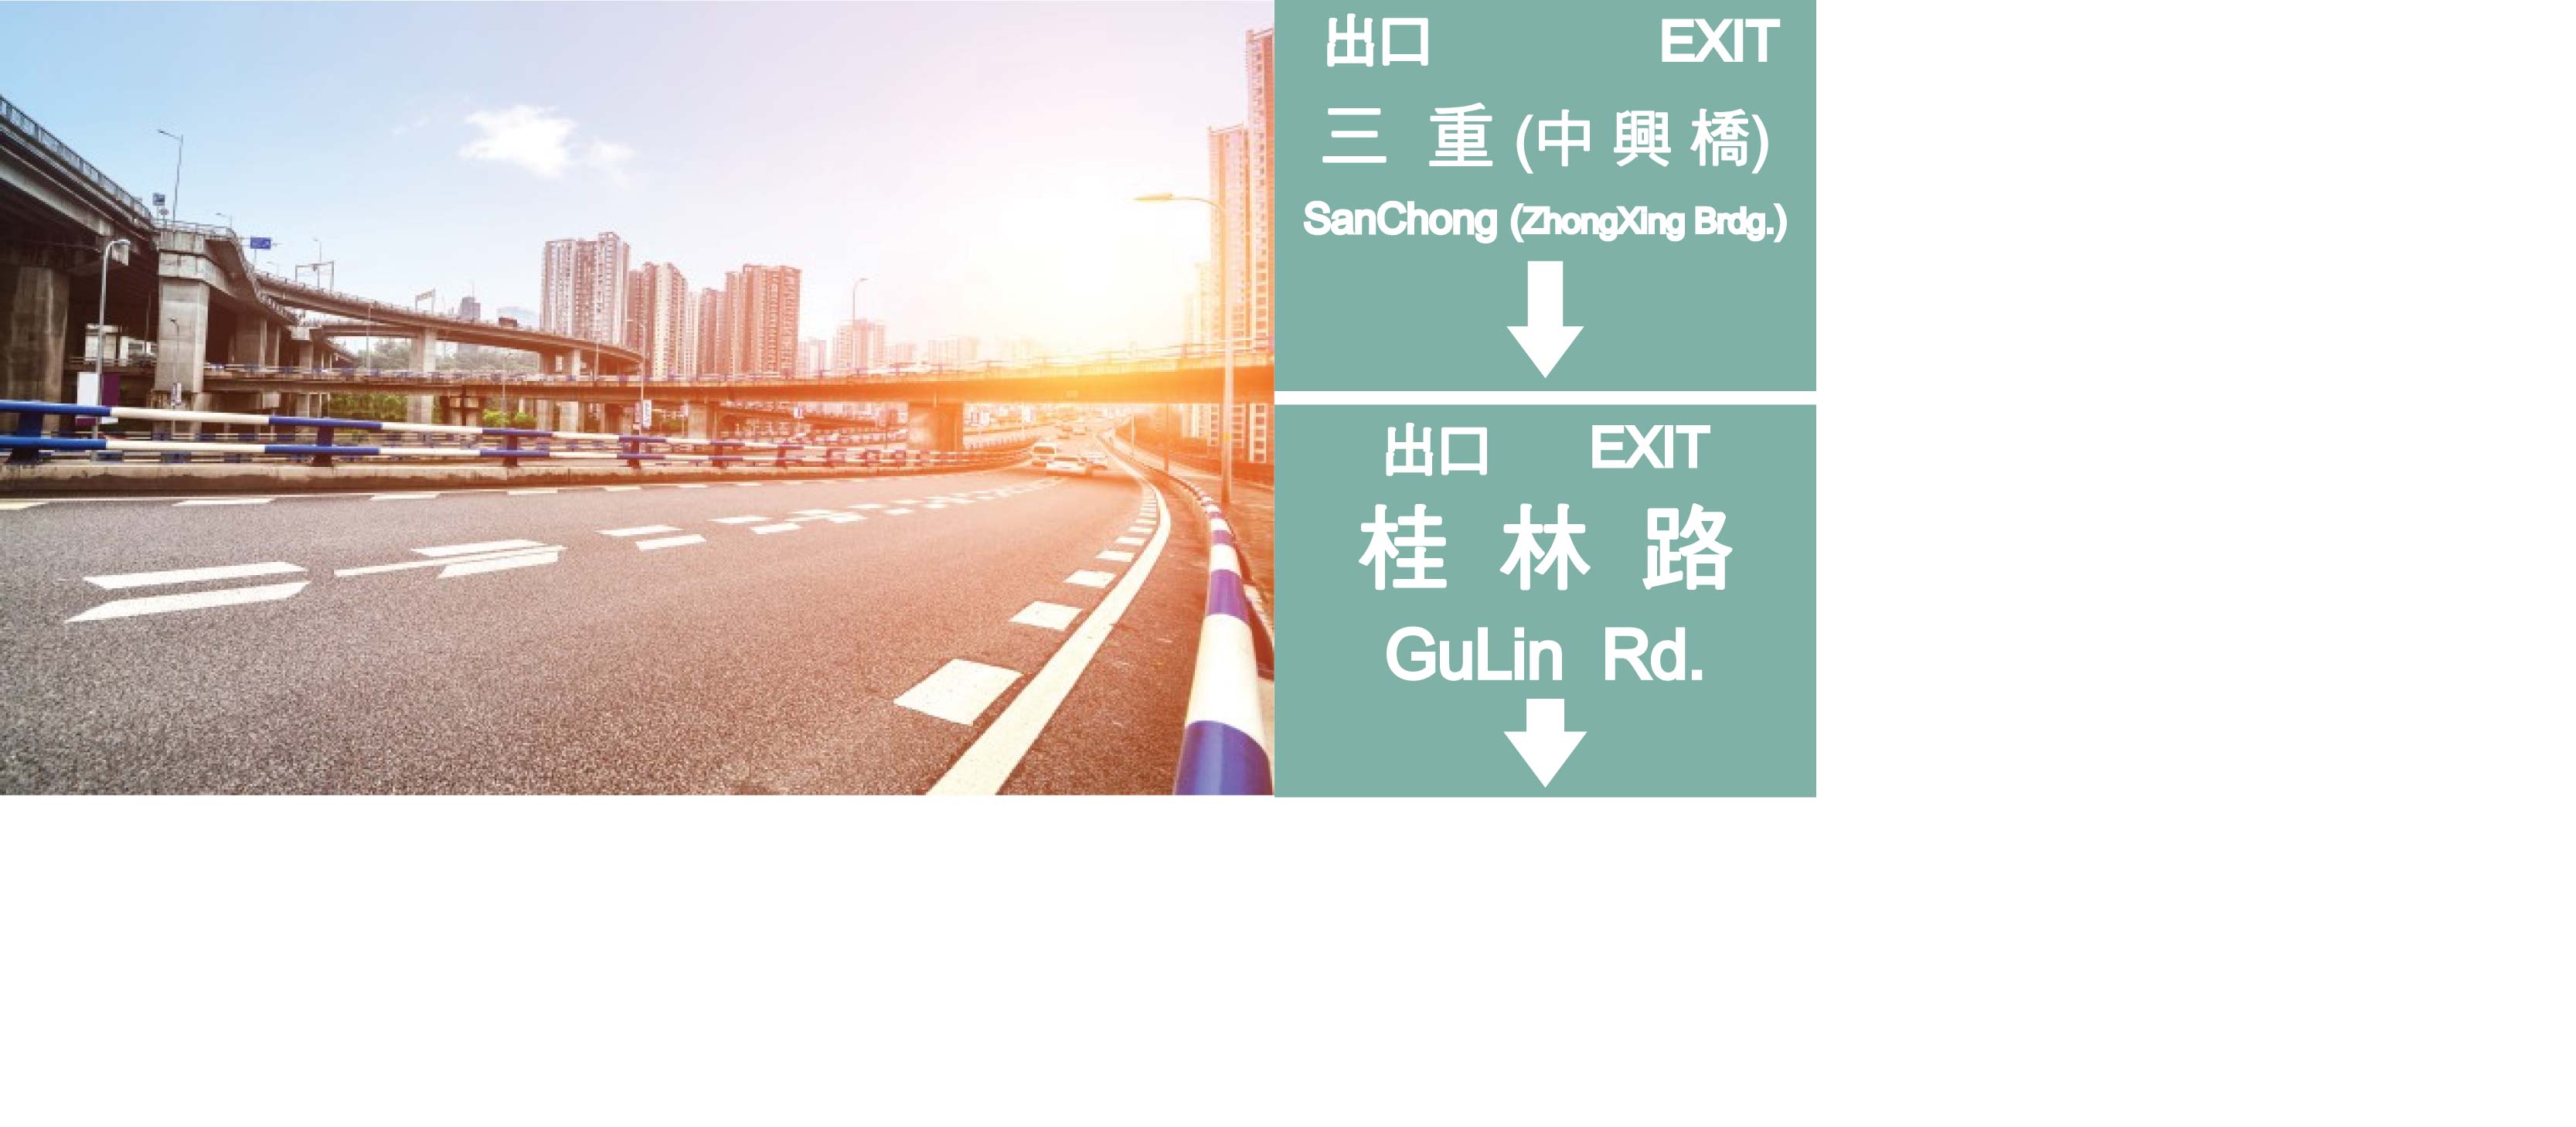 出口 EXIT
三 重 (中 興 橋)
SanChong (ZhongXing Brdg.)
出口 EXIT
桂 林 路
GuLin Rd.